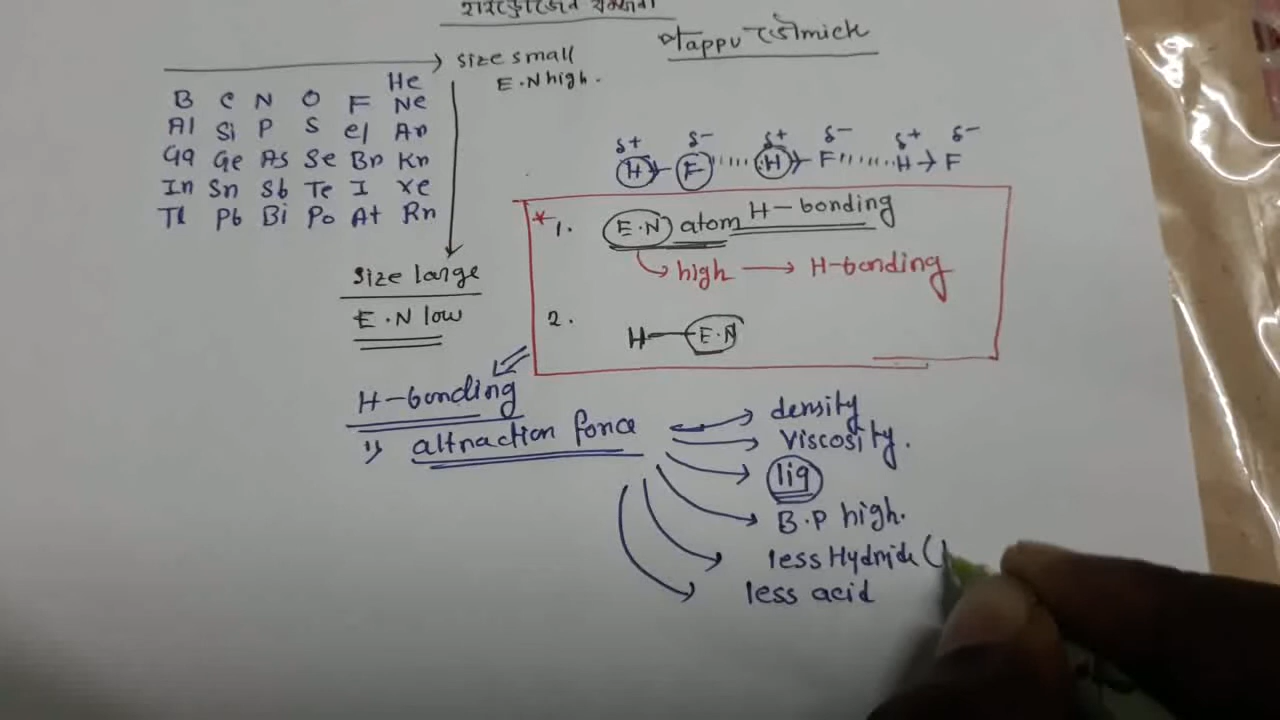 size small
E.N high.
He
B C N O F Ne
Al Si P S Cl Ar
Ga Ge As Se Br Kr
In Sn Sb Te I Xe
Tl Pb Bi Po At Rn
size large
E.N low
δ+ δ- δ+ δ- δ+ δ-
H F ..... H F ...... H → F
* 1. E.N atom H-bonding
high → H-bonding
2. H—E.N
H-bonding
1) attraction force
density
viscosity.
liq
B.P high.
less Hydride (
less acid